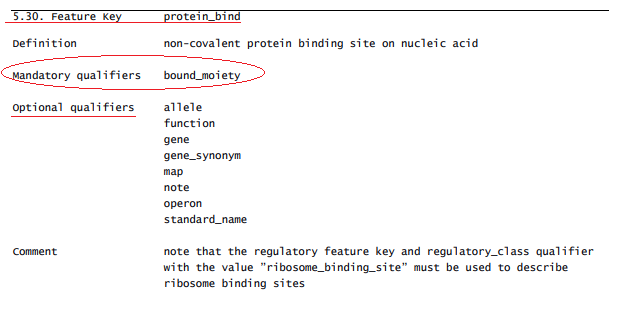 5.30. Feature Key protein_bind
Definition non-covalent protein binding site on nucleic acid
Mandatory qualifiers bound_moiety
Optional qualifiers allele
function
gene
gene_synonym
map
note
operon
standard_name
Comment note that the regulatory feature key and regulatory_class qualifier
with the value "ribosome_binding_site” must be used to describe
ribosome binding sites